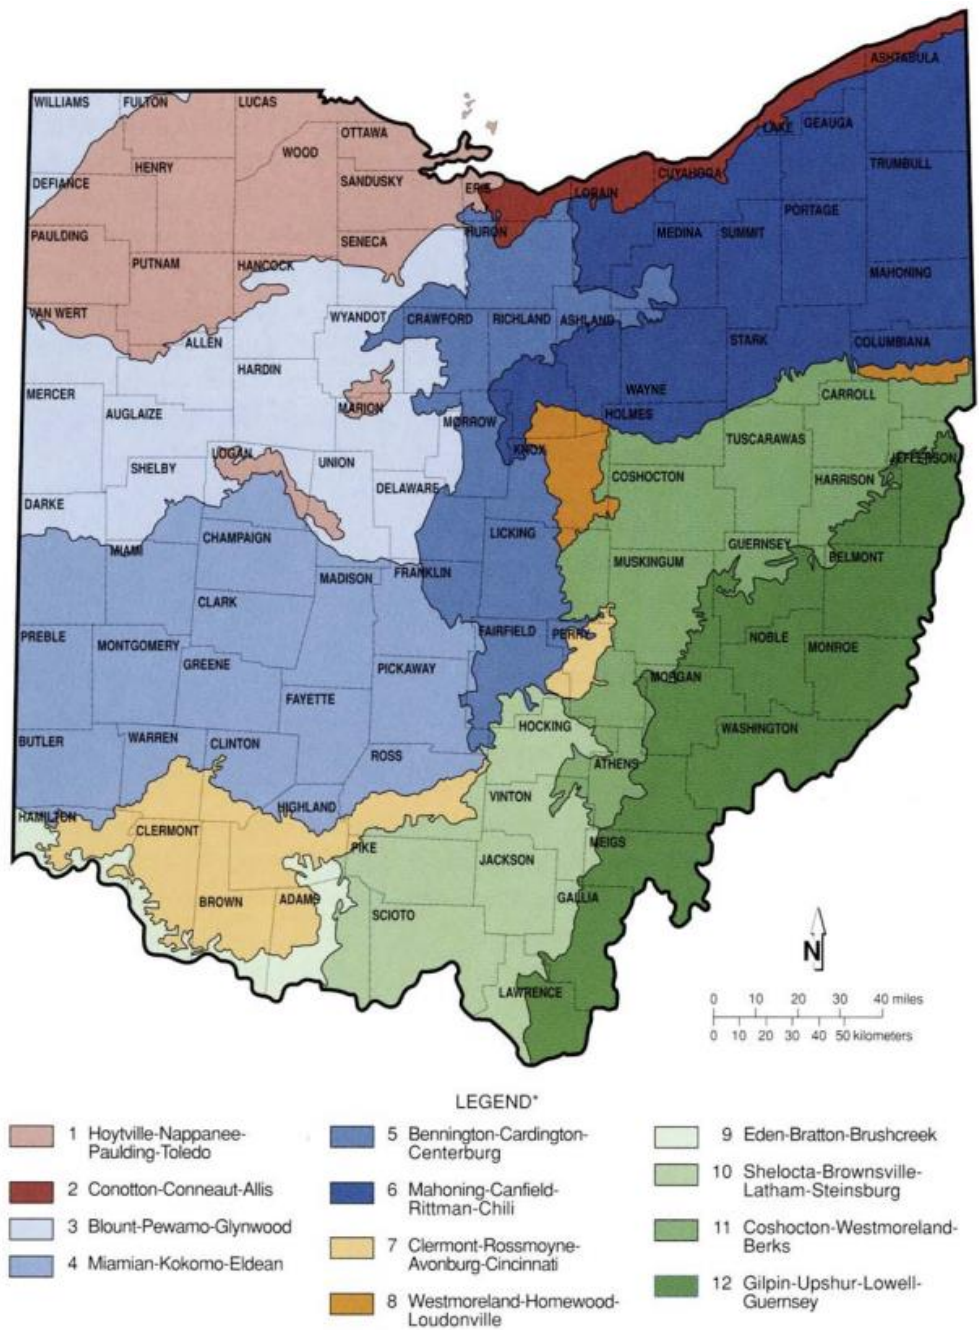 ASHTABULA
WILLIAMS FULTON LUCAS
LAKE GEAUGA
OTTAWA
WOOD
HENRY TRUMBULL
DEFIANCE SANDUSKY ERIE LORAIN CUYAHOGA
PORTAGE
PAULDING SENECA HURON MEDINA SUMMIT
PUTNAM HANCOCK MAHONING
VAN WERT WYANDOT CRAWFORD RICHLAND ASHLAND
ALLEN STARK COLUMBIANA
HARDIN
MERCER WAYNE CARROLL
AUGLAIZE MARION MORROW HOLMES
TUSCARAWAS
LOGAN UNION KNOX JEFFERSON
SHELBY COSHOCTON HARRISON
DARKE DELAWARE
CHAMPAIGN LICKING GUERNSEY
MIAMI MUSKINGUM BELMONT
MADISON FRANKLIN
CLARK
PREBLE MONTGOMERY FAIRFIELD PERRY NOBLE MONROE
GREENE PICKAWAY MORGAN
FAYETTE
HOCKING WASHINGTON
BUTLER WARREN CLINTON ROSS
ATHENS
VINTON
HAMILTON HIGHLAND
CLERMONT PIKE MEIGS
JACKSON
BROWN ADAMS SCIOTO GALLIA
LAWRENCE
N
0 10 20 30 40 miles
0 10 20 30 40 50 kilometers
LEGEND*
1 Hoytville-Nappanee-
Paulding-Toledo
2 Conotton-Conneaut-Allis
3 Blount-Pewamo-Glynwood
4 Miamian-Kokomo-Eldean
5 Bennington-Cardington-
Centerburg
6 Mahoning-Canfield-
Rittman-Chili
7 Clermont-Rossmoyne-
Avonburg-Cincinnati
8 Westmoreland-Homewood-
Loudonville
9 Eden-Bratton-Brushcreek
10 Shelocta-Brownsville-
Latham-Steinsburg
11 Coshocton-Westmoreland-
Berks
12 Gilpin-Upshur-Lowell-
Guernsey